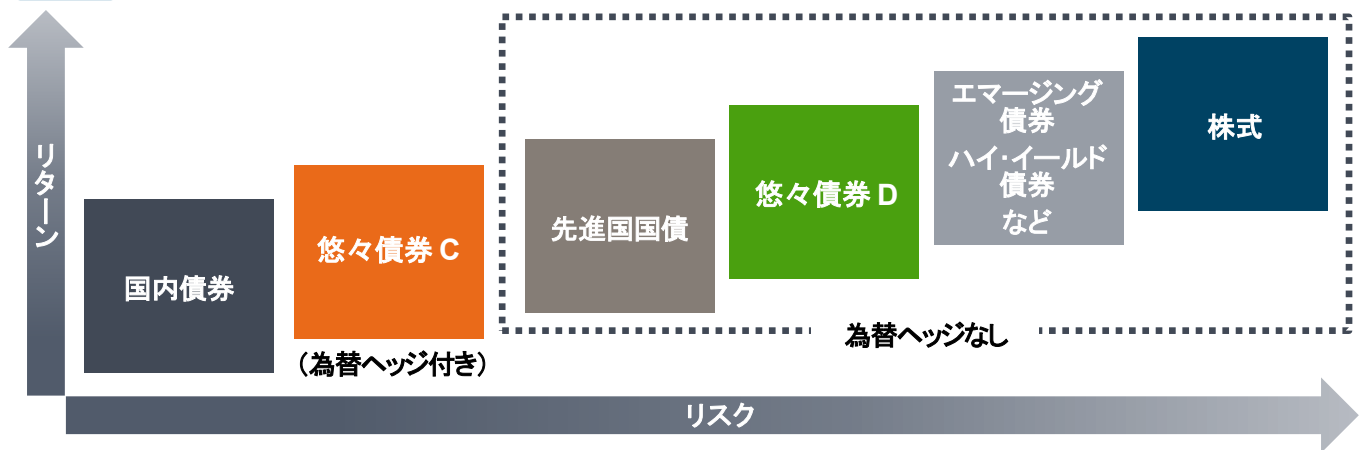 リターン
国内債券
悠々債券 C
(為替ヘッジ付き)
先進国国債
悠々債券 D
エマージング
債券
ハイ・イールド
債券
など
株式
為替ヘッジなし
リスク